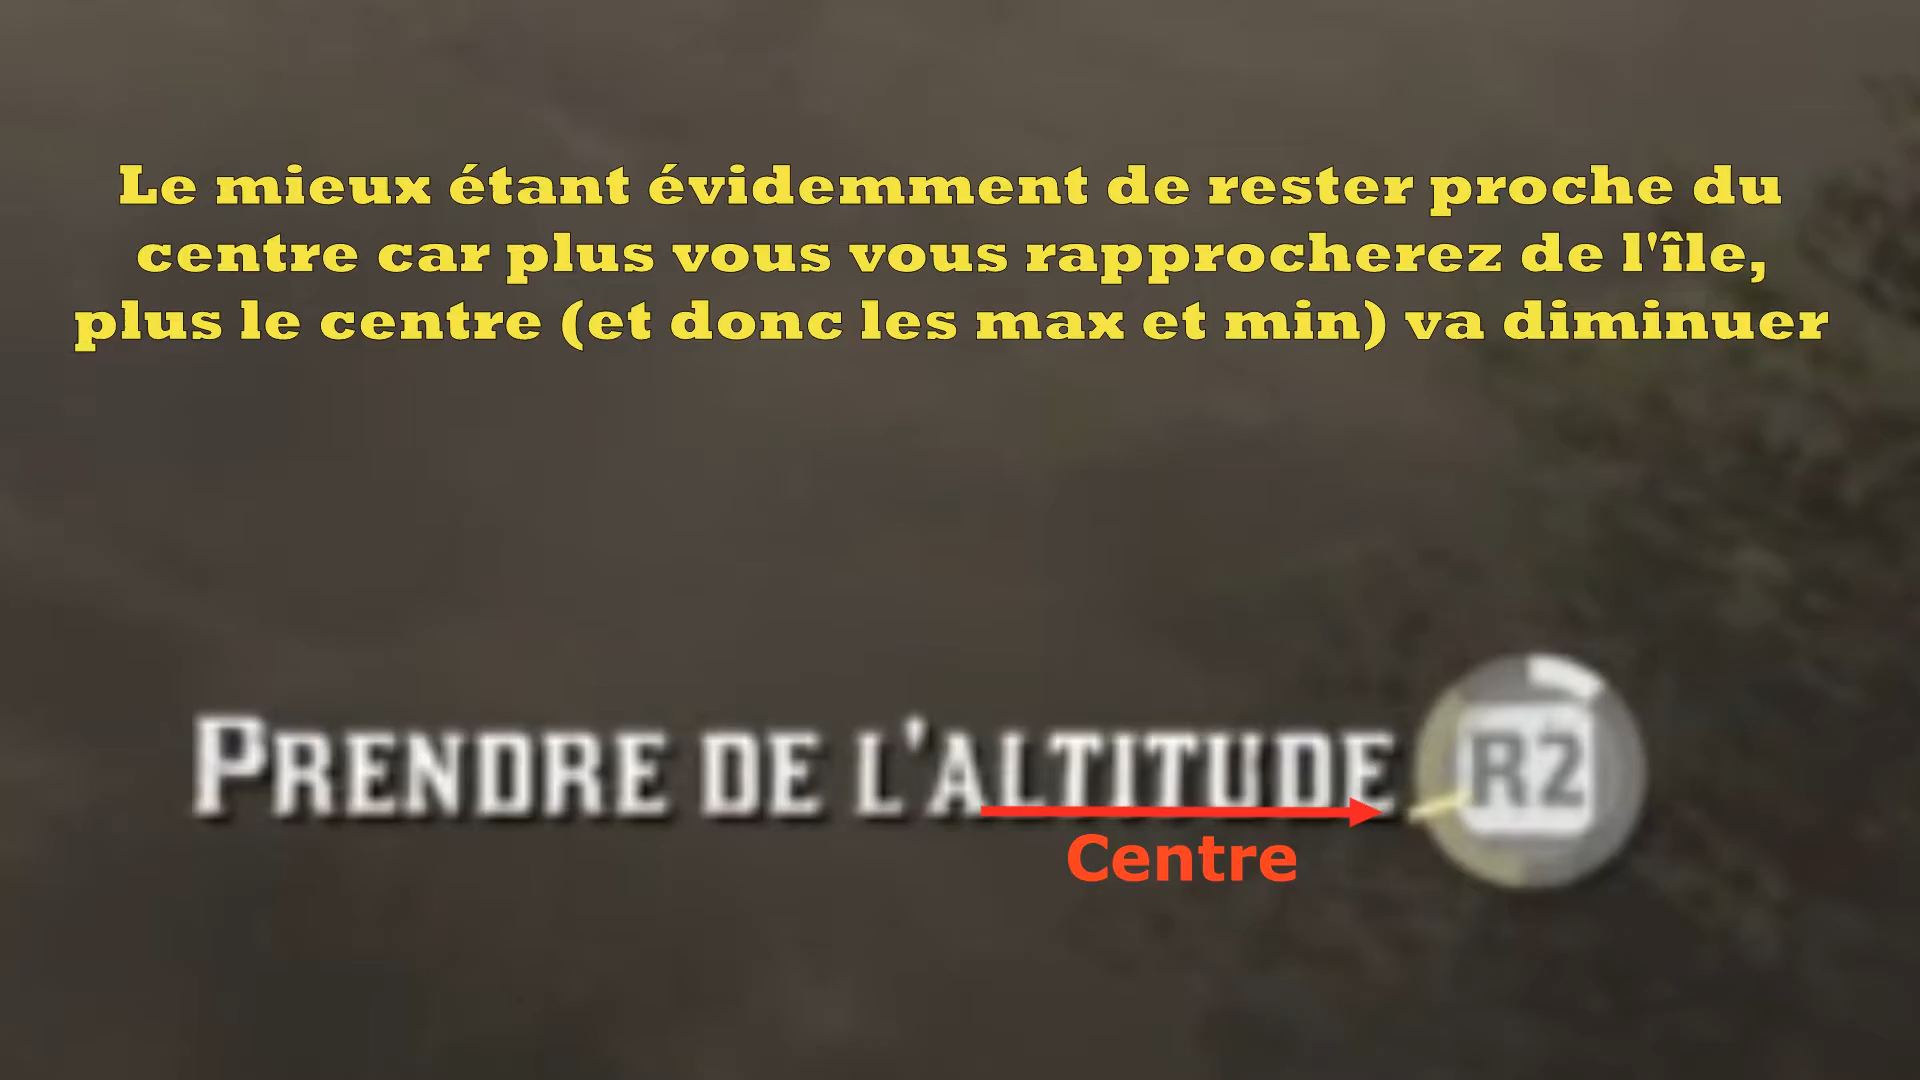 Le mieux étant évidemment de rester proche du
centre car plus vous vous rapprocherez de l'île,
plus le centre (et donc les max et min) va diminuer
PRENDRE DE L'ALTITUDE R2
Centre